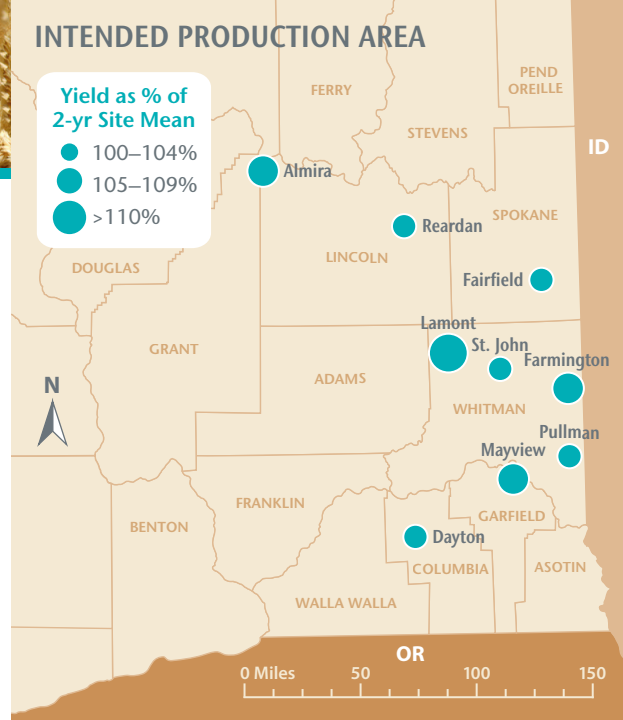 INTENDED PRODUCTION AREA
Yield as % of
2-yr Site Mean
100–104%
105–109%
>110%
FERRY
PEND
OREILLE
STEVENS
ID
Almira
SPOKANE
Reardan
LINCOLN
DOUGLAS
Fairfield
Lamont
St. John
GRANT
Farmington
ADAMS
N
WHITMAN
Pullman
Mayview
FRANKLIN
GARFIELD
BENTON
Dayton
COLUMBIA
ASOTIN
WALLA WALLA
OR
0 Miles 50 100 150